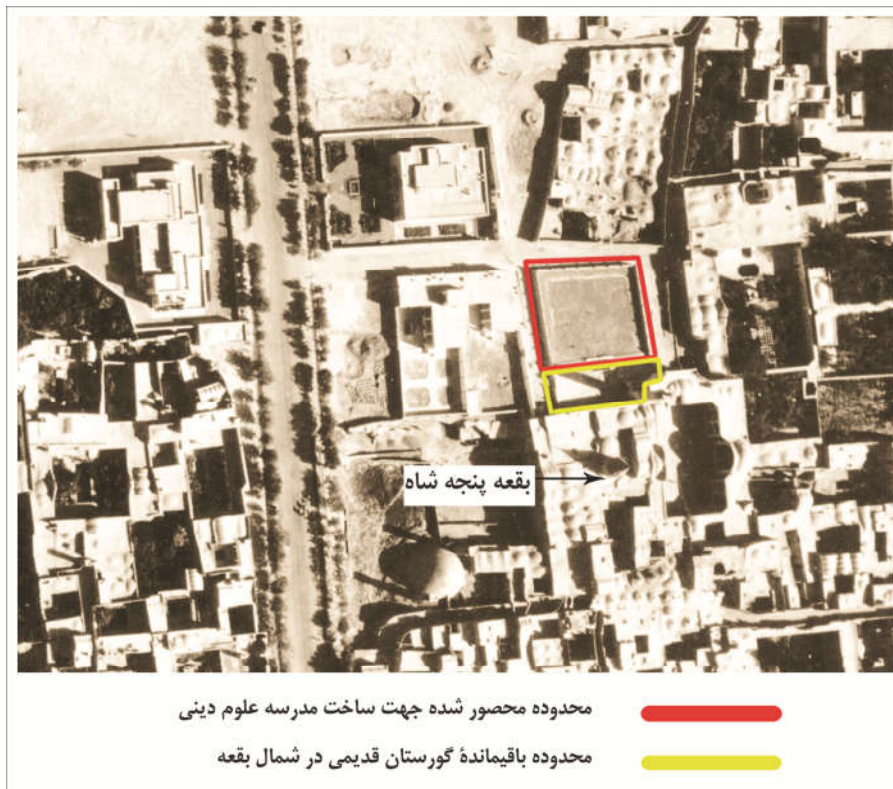 بقعه پنجه شاه
محدوده محصور شده جهت ساخت مدرسه علوم دینی
محدوده باقیماندهٔ گورستان قدیمی در شمال بقعه